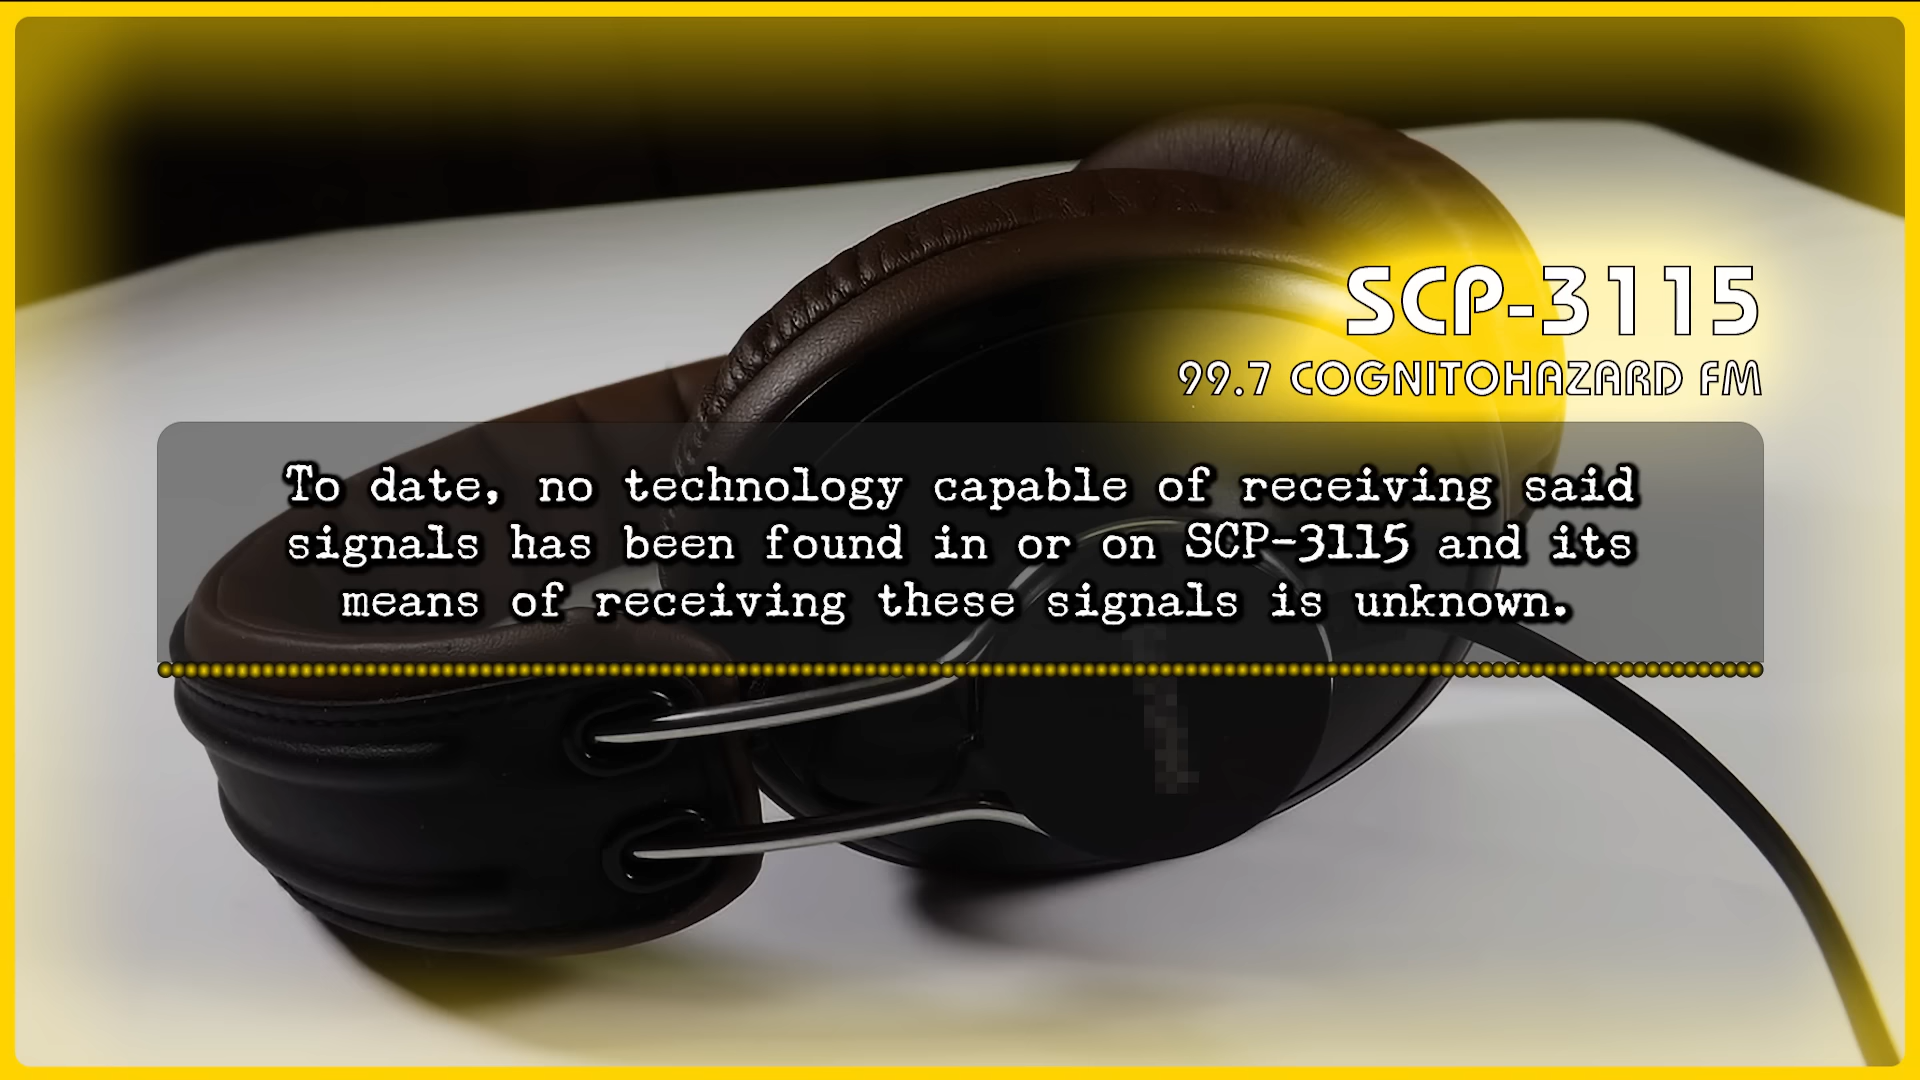 SCP-3115
99.7 COGNITOHAZARD FM
To date, no technology capable of receiving said
signals has been found in or on SCP-3115 and its
means of receiving these signals is unknown.